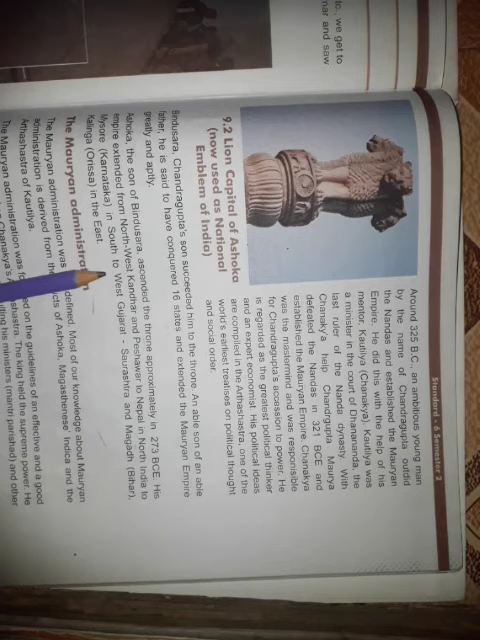 lc., we get to
nar and saw
Standard - 6 Semester 2
Around 325 B.C., an ambitious young man
by the name of Chandragupta outdid
the Nandas and established the Mauryan
Empire. He did this with the help of his
mentor, Kautilya (Chanakya). Kautilya was
a minister in the court of Dhanananda, the
last ruler of the Nanda dynasty. With
Chanakya's help Chandrgupta Maurya
defeated the Nandas in 321 BCE and
established the Mauryan Empire. Chanakya
was the mastermind and was responsible
for Chandragupta's accession to power. He
is regarded as the greatest political thinker
and an expert economist. His political ideas
are complied in the Arthashastra, one of the
world's earliest treatises on political thought
and social order.
9.2 Lion Capital of Ashoka
(now used as National
Emblem of India)
Bindusara, Chandragupta's son succeeded him to the throne. An able son of an able
father, he is said to have conquered 16 states and extended the Mauryan Empire
greatly and aptly.
Ashoka, the son of Bindusara, ascended the throne approximately in 273 BCE. His
empire extended from North-West Kandhar and Peshawer to Nepal in North India to
Mysore (Karnataka) in South to West Gujarat - Saurashtra and Magadh (Bihar),
Kalinga (Orissa) in the East.
The Mauryan administration
The Mauryan administration was defined. Most of our knowledge about Mauryan
administration is derived from the of Ashoka, Magasthenese Indica and the
Arthashastra of Kautilya.
The Mauryan administration was on the guidelines of an effective and a good
Chanakya's The king held the supreme power. He
his ministers (mantri parishad) and other